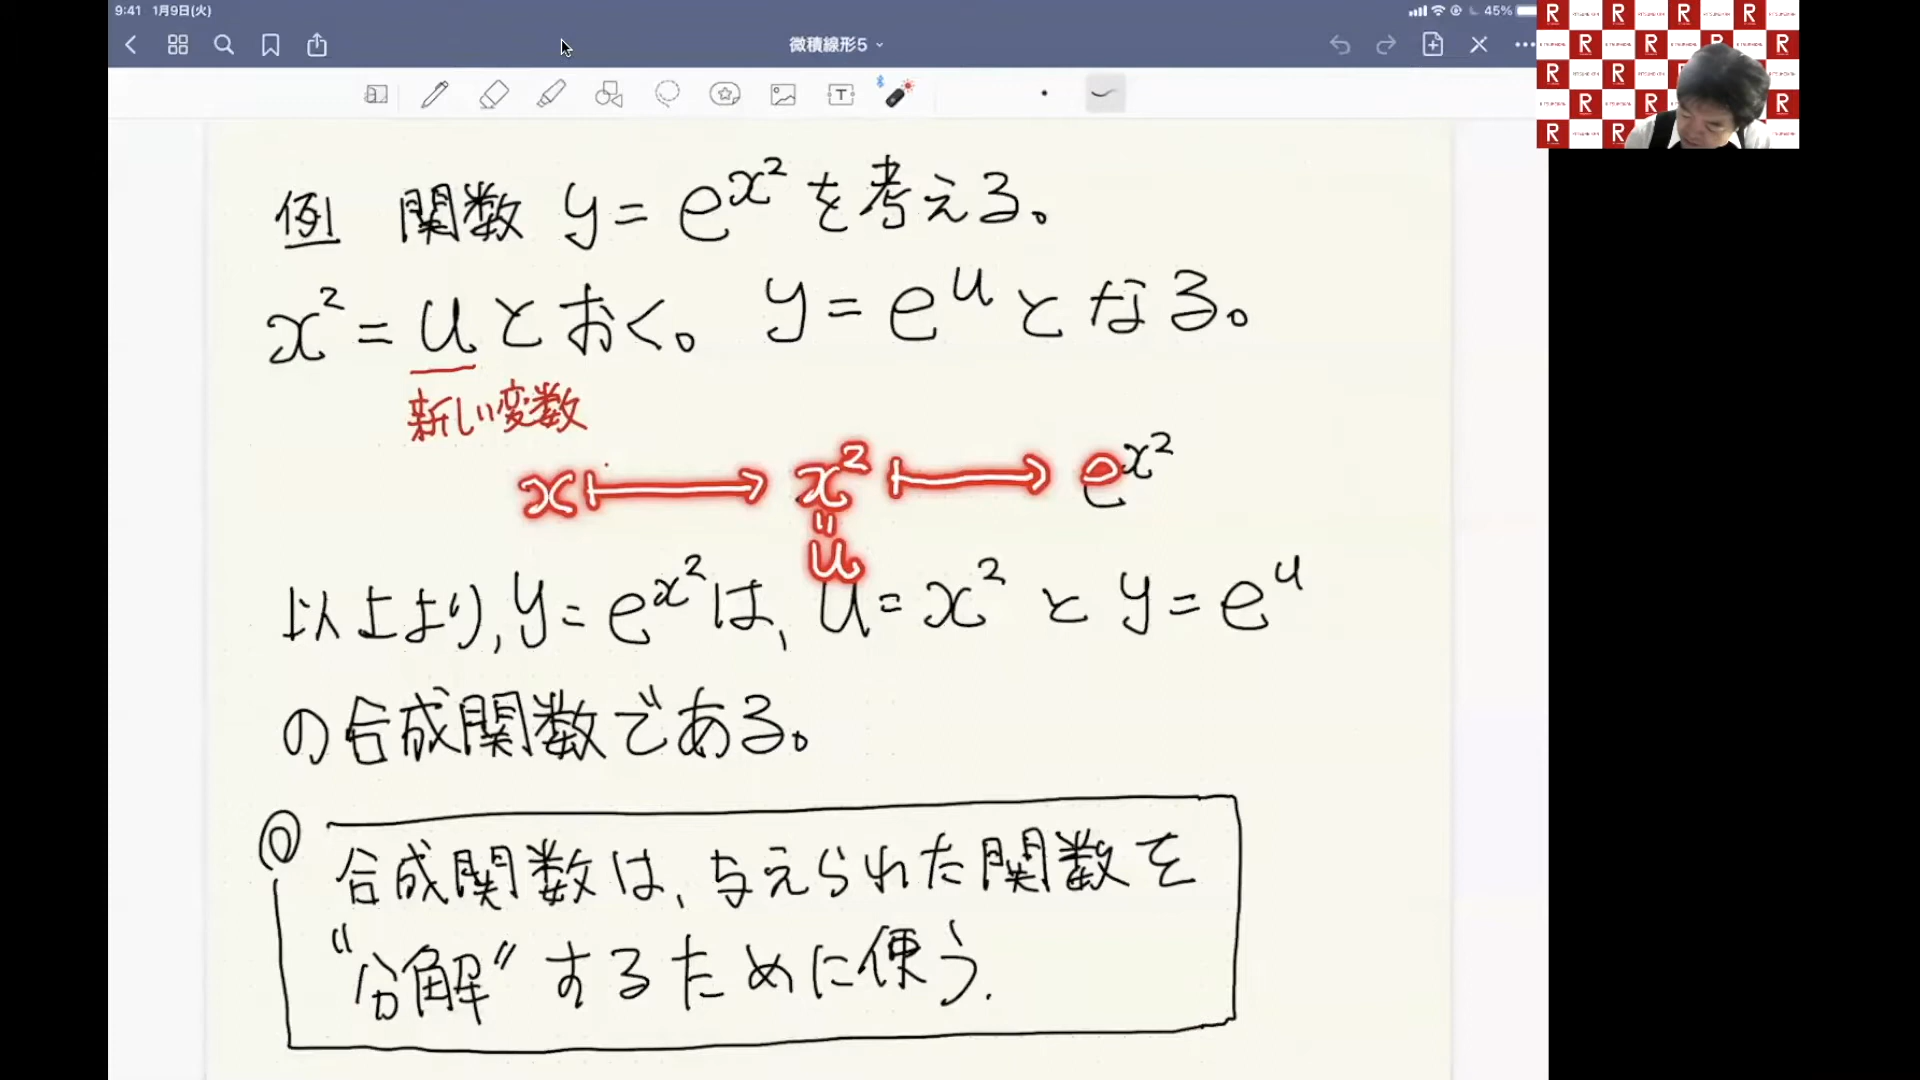 9:41 1月9日(火)
45%
微積線形5
例 関数 y = e^{x^2} を考える。
x^2 = u とおく。 y = e^u となる。
新しい変数
x ⟼ x^2 ⟼ e^{x^2}
"
u
以上より, y = e^{x^2} は, u = x^2 と y = e^u
の合成関数である。
◎
合成関数は, 与えられた関数を
"分解" するために使う.